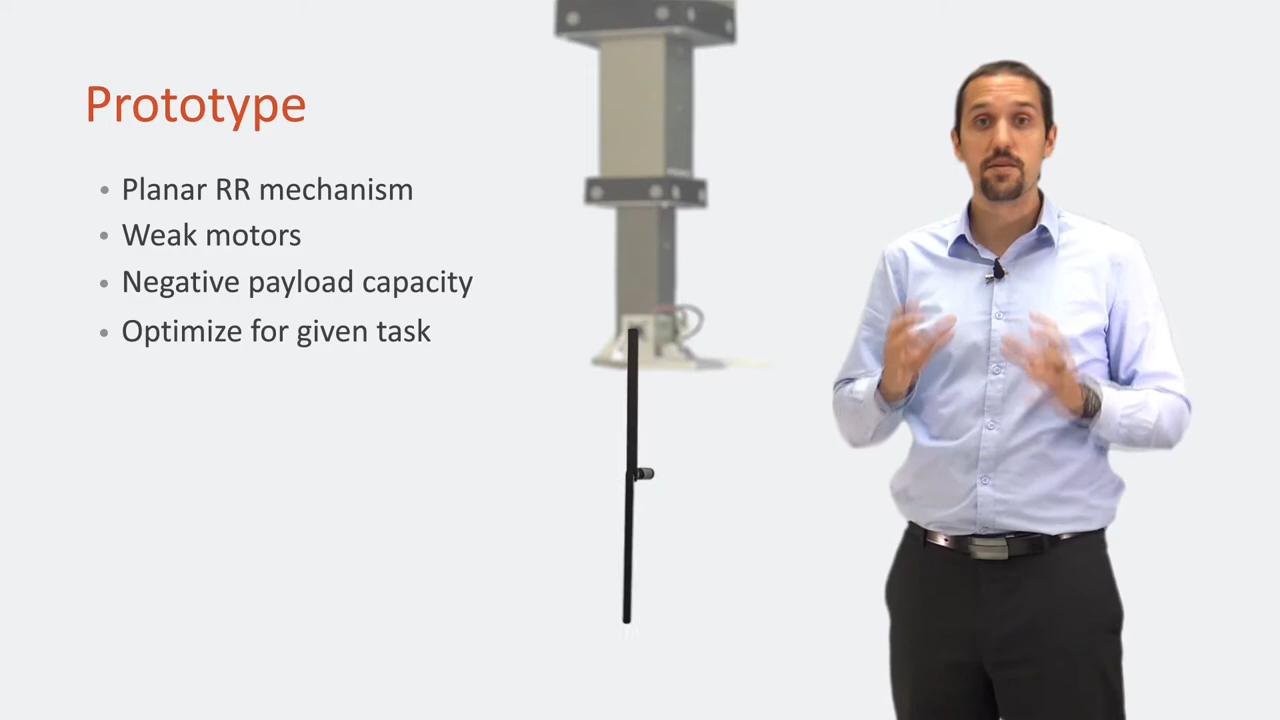 Prototype
• Planar RR mechanism
• Weak motors
• Negative payload capacity
• Optimize for given task